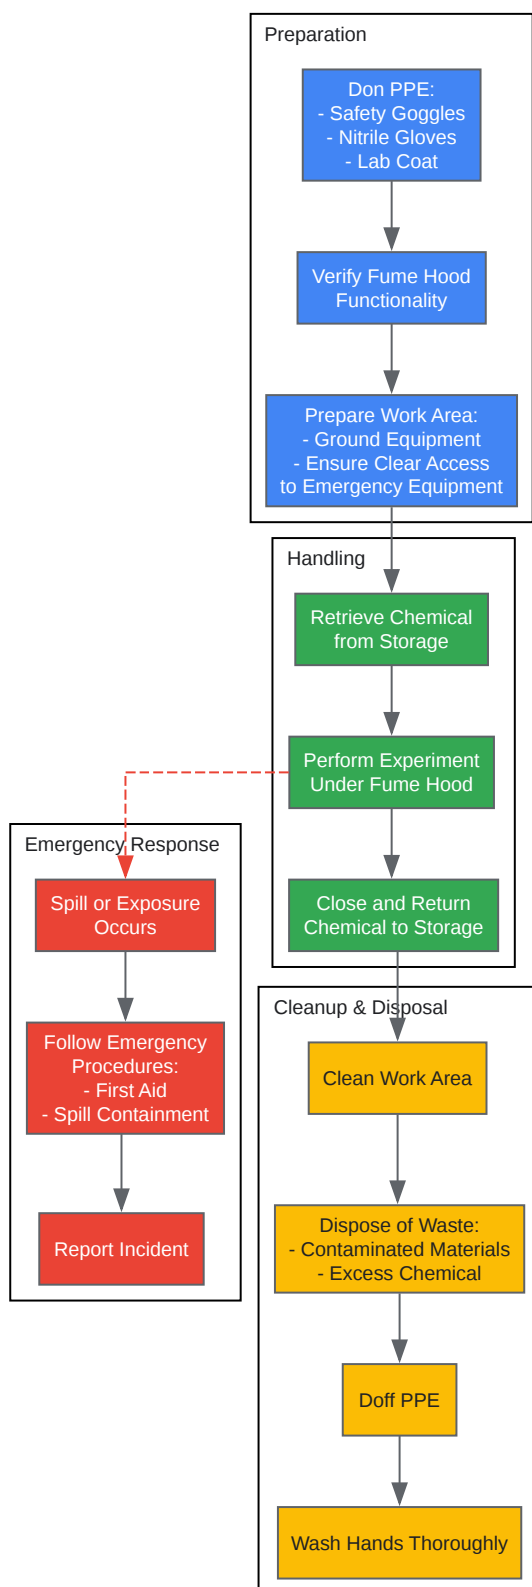 Preparation
Don PPE:
- Safety Goggles
- Nitrile Gloves
- Lab Coat
Verify Fume Hood
Functionality
Prepare Work Area:
- Ground Equipment
- Ensure Clear Access
to Emergency Equipment
Handling
Retrieve Chemical
from Storage
Perform Experiment
Under Fume Hood
Close and Return
Chemical to Storage
Emergency Response
Spill or Exposure
Occurs
Follow Emergency
Procedures:
- First Aid
- Spill Containment
Report Incident
Cleanup & Disposal
Clean Work Area
Dispose of Waste:
- Contaminated Materials
- Excess Chemical
Doff PPE
Wash Hands Thoroughly